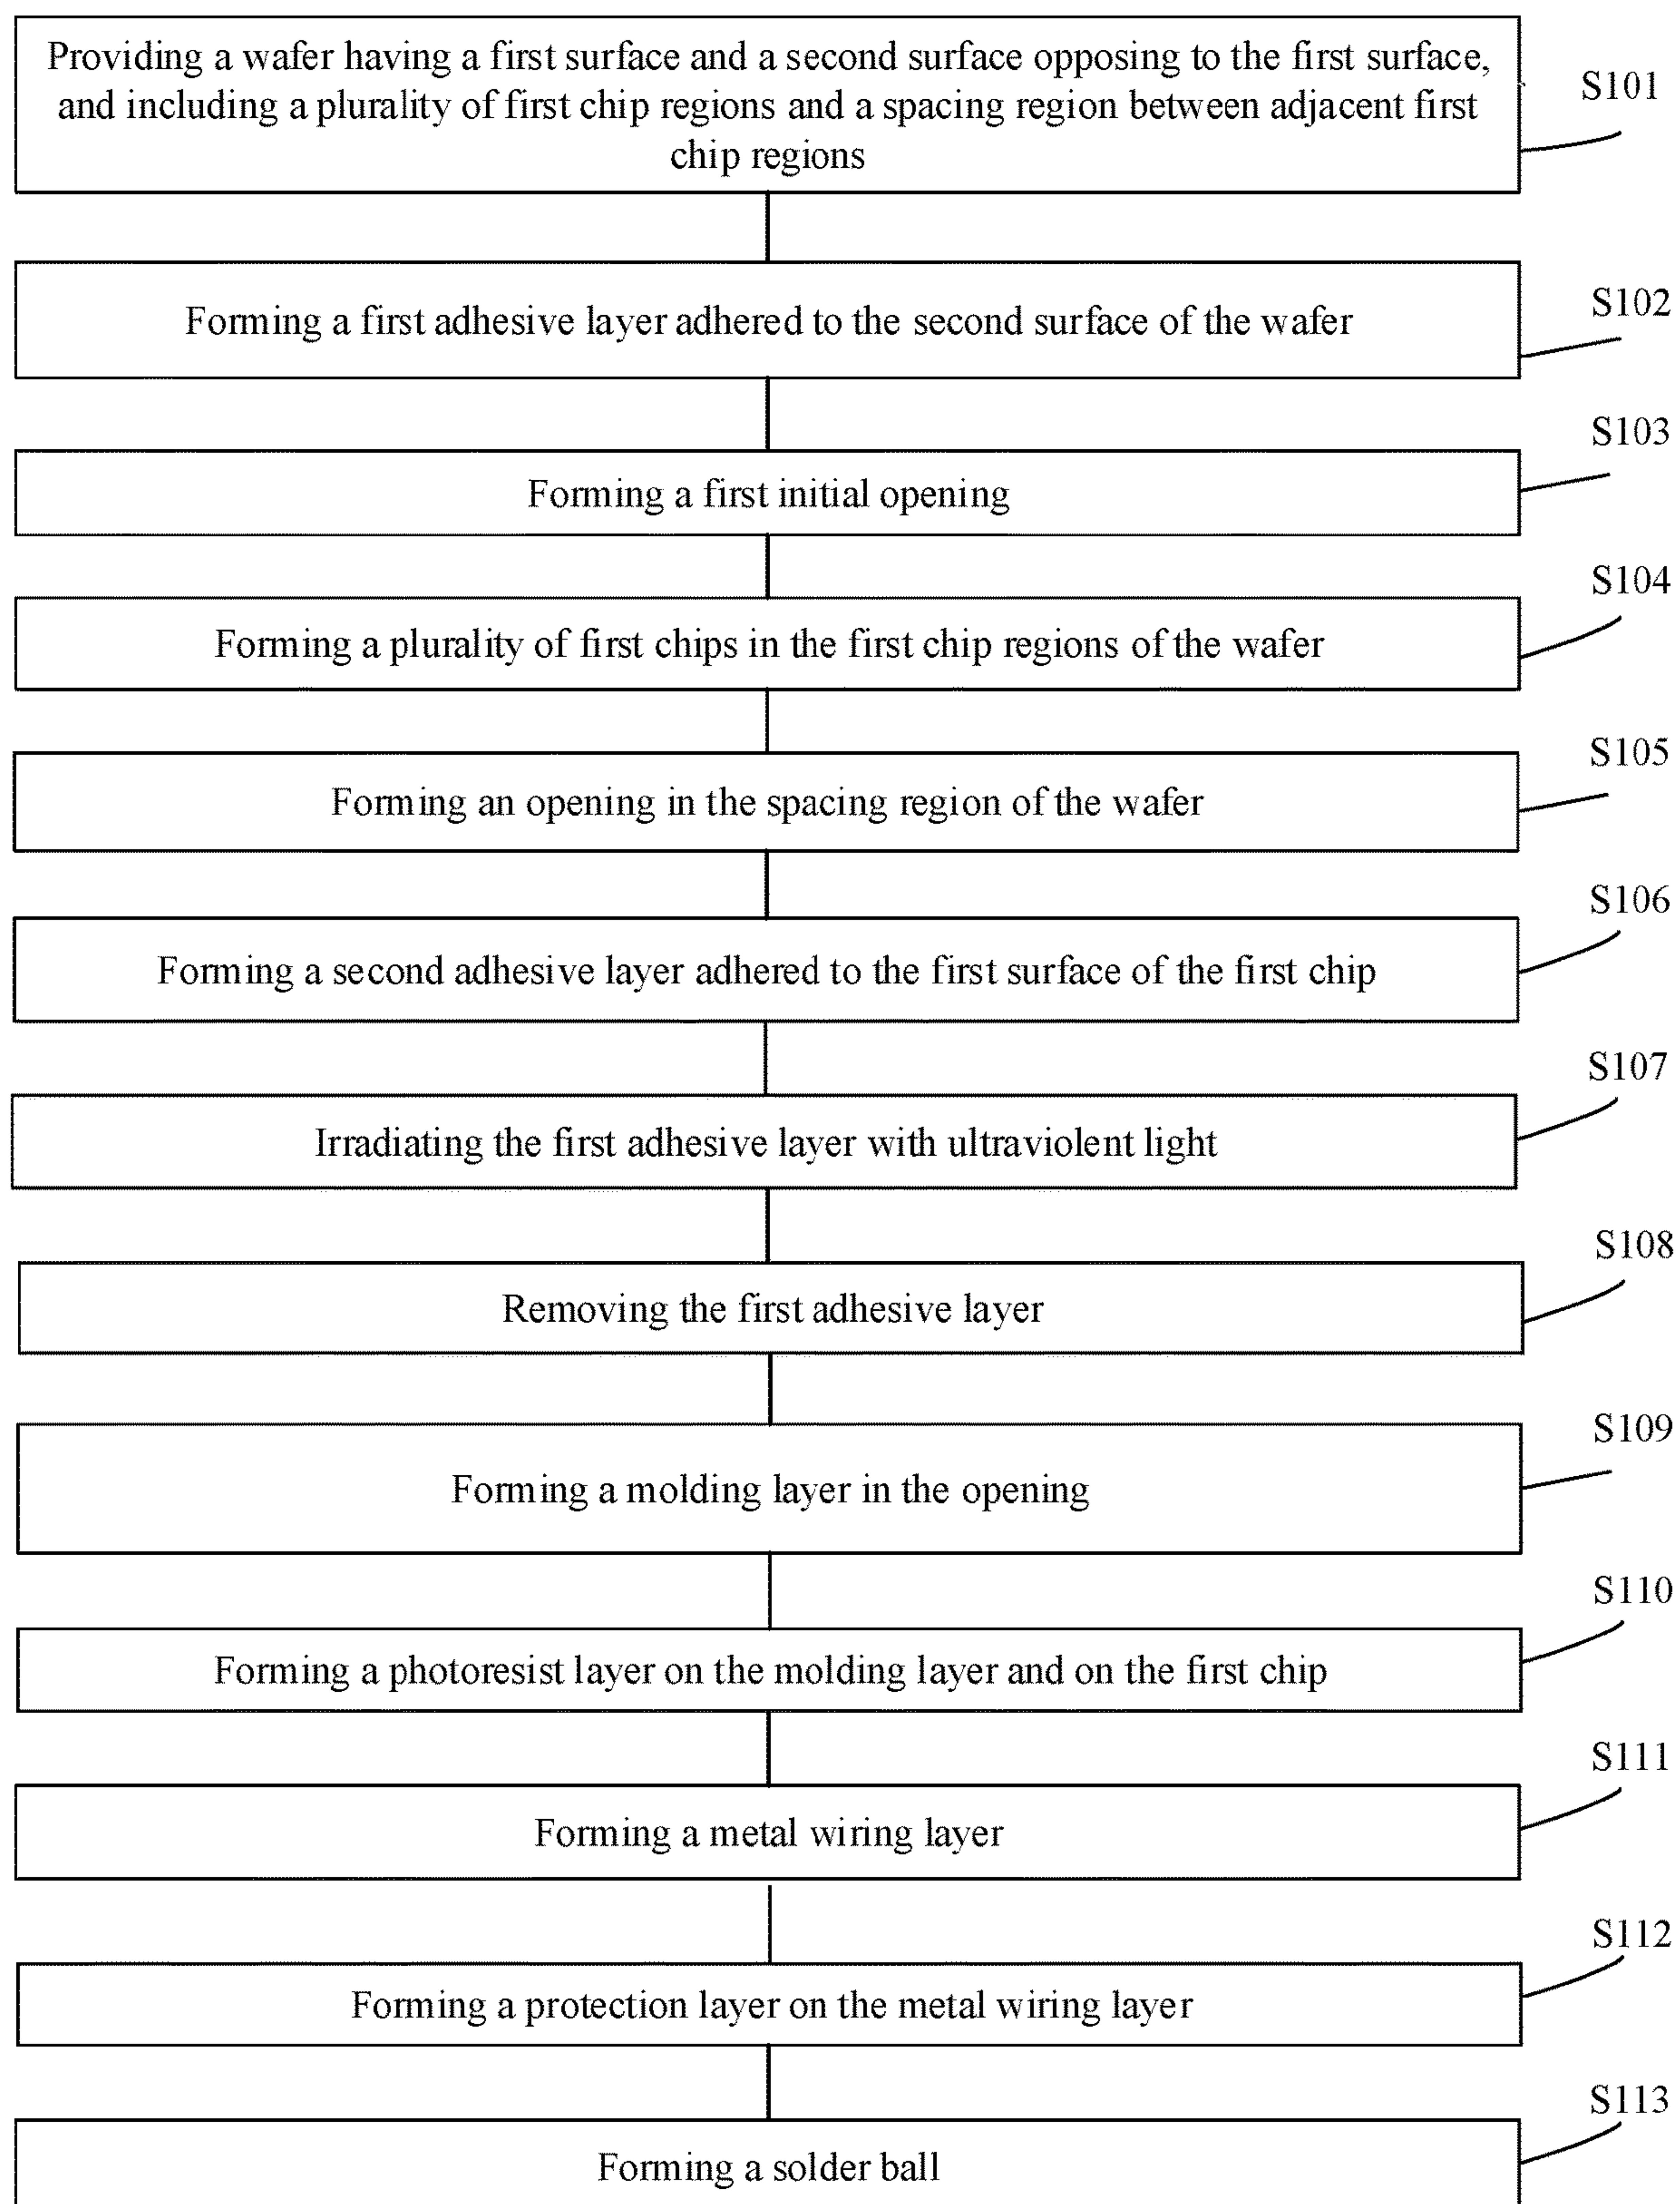 Providing a wafer having a first surface and a second surface opposing to the first surface,
and including a plurality of first chip regions and a spacing region between adjacent first
chip regions
S101
Forming a first adhesive layer adhered to the second surface of the wafer
S102
Forming a first initial opening
S103
Forming a plurality of first chips in the first chip regions of the wafer
S104
Forming an opening in the spacing region of the wafer
S105
Forming a second adhesive layer adhered to the first surface of the first chip
S106
Irradiating the first adhesive layer with ultraviolent light
S107
Removing the first adhesive layer
S108
Forming a molding layer in the opening
S109
Forming a photoresist layer on the molding layer and on the first chip
S110
Forming a metal wiring layer
S111
Forming a protection layer on the metal wiring layer
S112
Forming a solder ball
S113